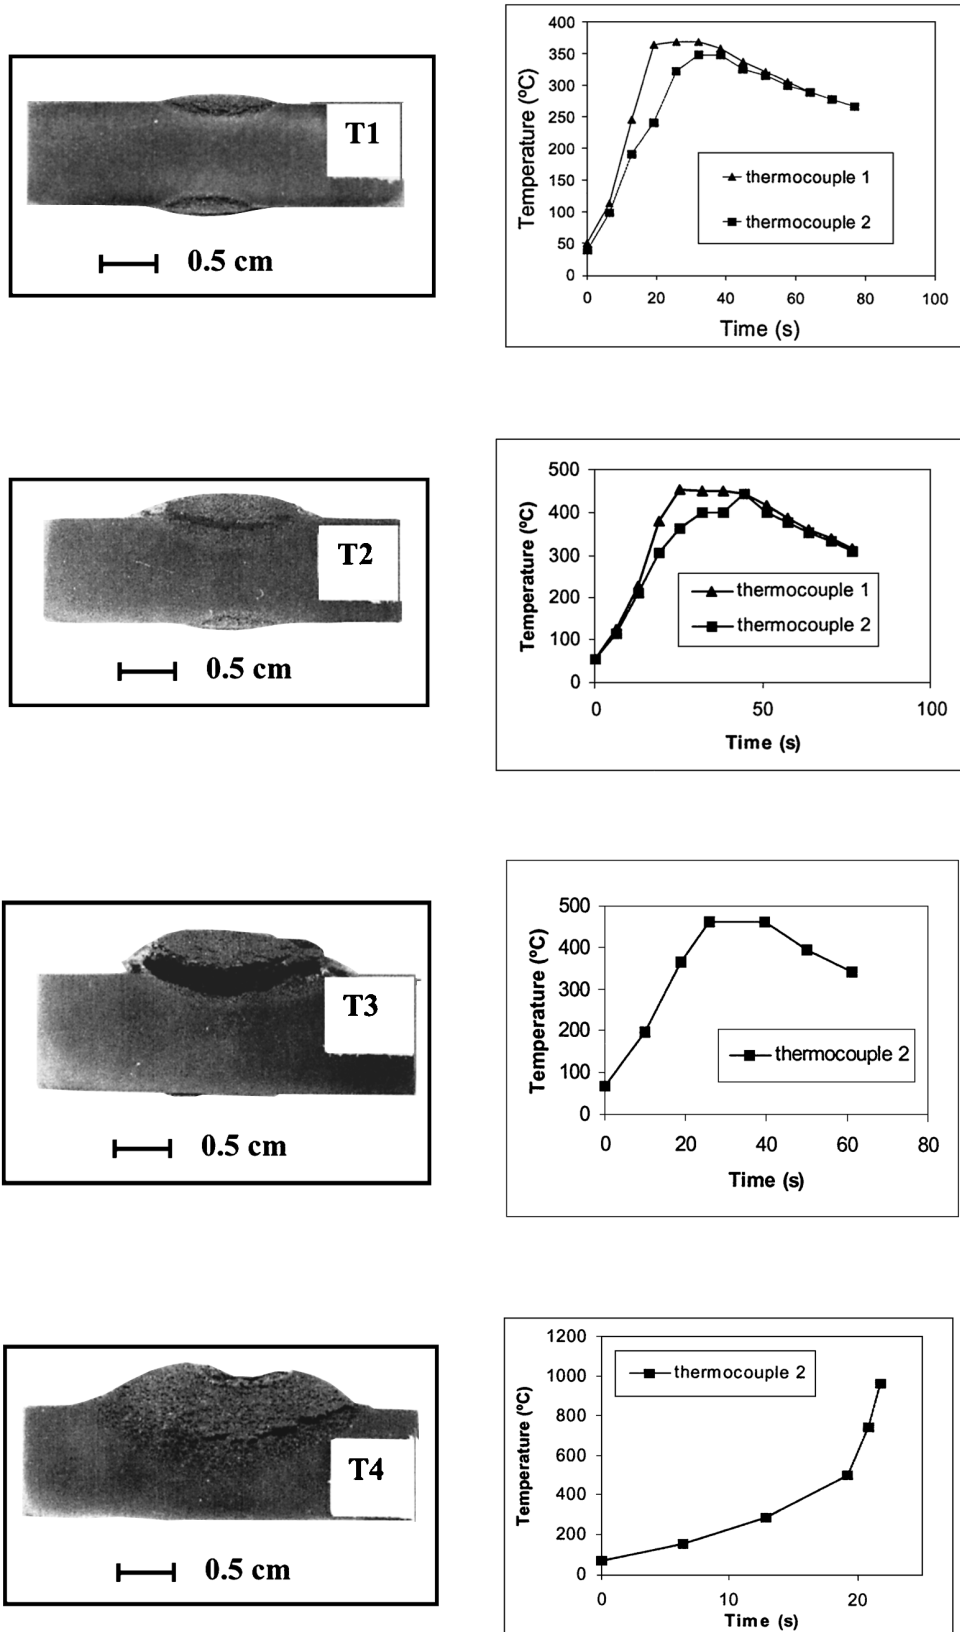 T1
0.5 cm
400
350
300
250
200
150
100
50
0
Temperature (ºC)
thermocouple 1
thermocouple 2
0 20 40 60 80 100
Time (s)
T2
0.5 cm
500
400
300
200
100
0
Temperature (ºC)
thermocouple 1
thermocouple 2
0 50 100
Time (s)
T3
0.5 cm
500
400
300
200
100
0
Temperature (ºC)
thermocouple 2
0 20 40 60 80
Time (s)
T4
0.5 cm
1200
1000
800
600
400
200
0
Temperature (ºC)
thermocouple 2
0 10 20
Time (s)